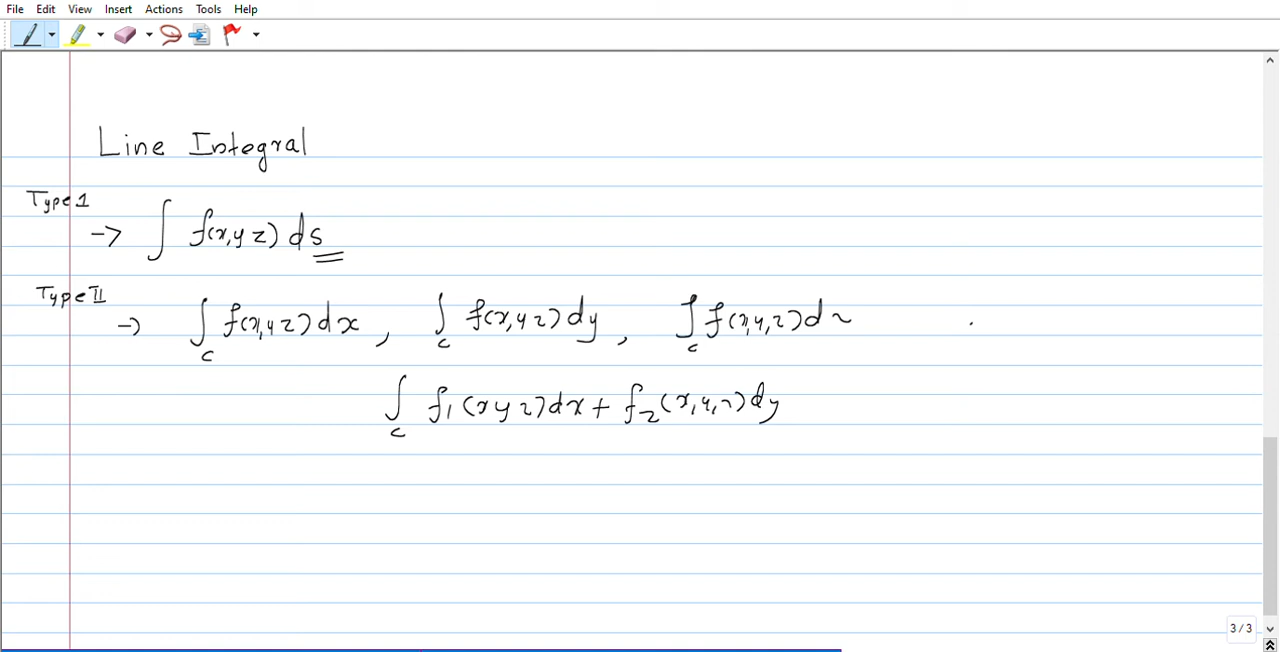 File Edit View Insert Actions Tools Help
Line Integral
Type 1
→ ∫ f(x,y z) ds
Type II
→ ∫c f(x,y z) dx , ∫c f(x,y z) dy , ∫c f(x,y,z) dz
∫c f1 (x y z) dx + f2 (x,y,z) dy
3 / 3